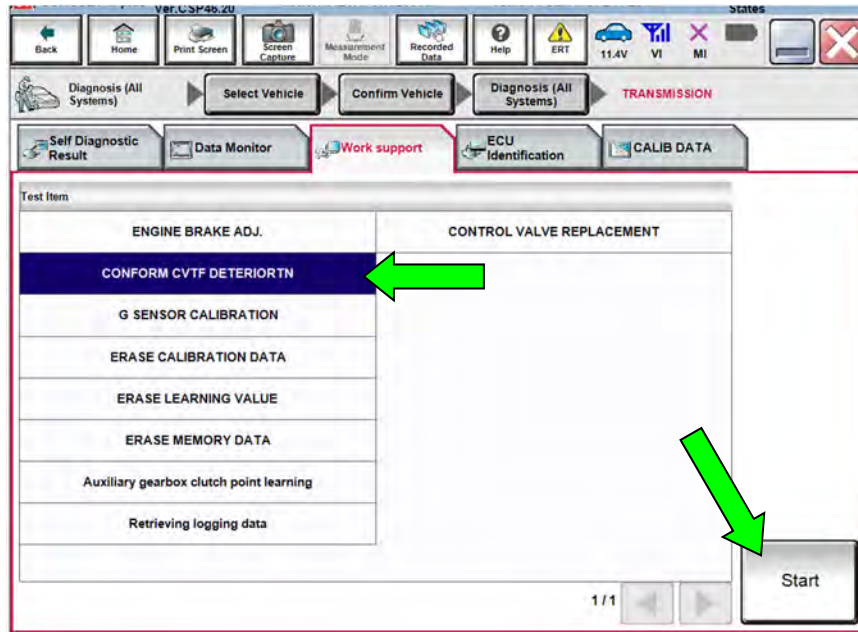 Ver.CSP46.20
States
Back
Home
Print Screen
Screen
Capture
Measurement
Mode
Recorded
Data
Help
ERT
11.4V
VI
MI
Diagnosis (All
Systems)
Select Vehicle
Confirm Vehicle
Diagnosis (All
Systems)
TRANSMISSION
Self Diagnostic
Result
Data Monitor
Work support
ECU
Identification
CALIB DATA
Test Item
ENGINE BRAKE ADJ.
CONTROL VALVE REPLACEMENT
CONFORM CVTF DETERIORTN
G SENSOR CALIBRATION
ERASE CALIBRATION DATA
ERASE LEARNING VALUE
ERASE MEMORY DATA
Auxiliary gearbox clutch point learning
Retrieving logging data
1/1
Start